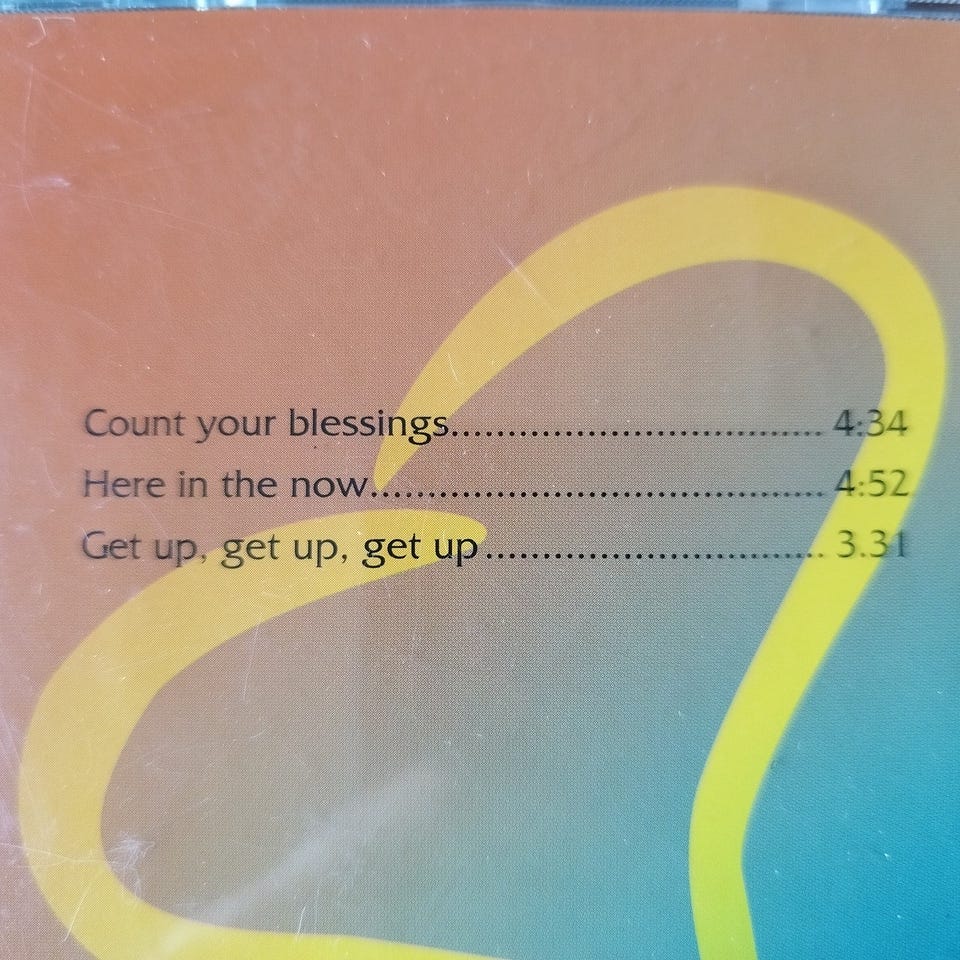 Count your blessings.................................. 4:34
Here in the now......................................... 4:52
Get up, get up, get up.............................. 3.31